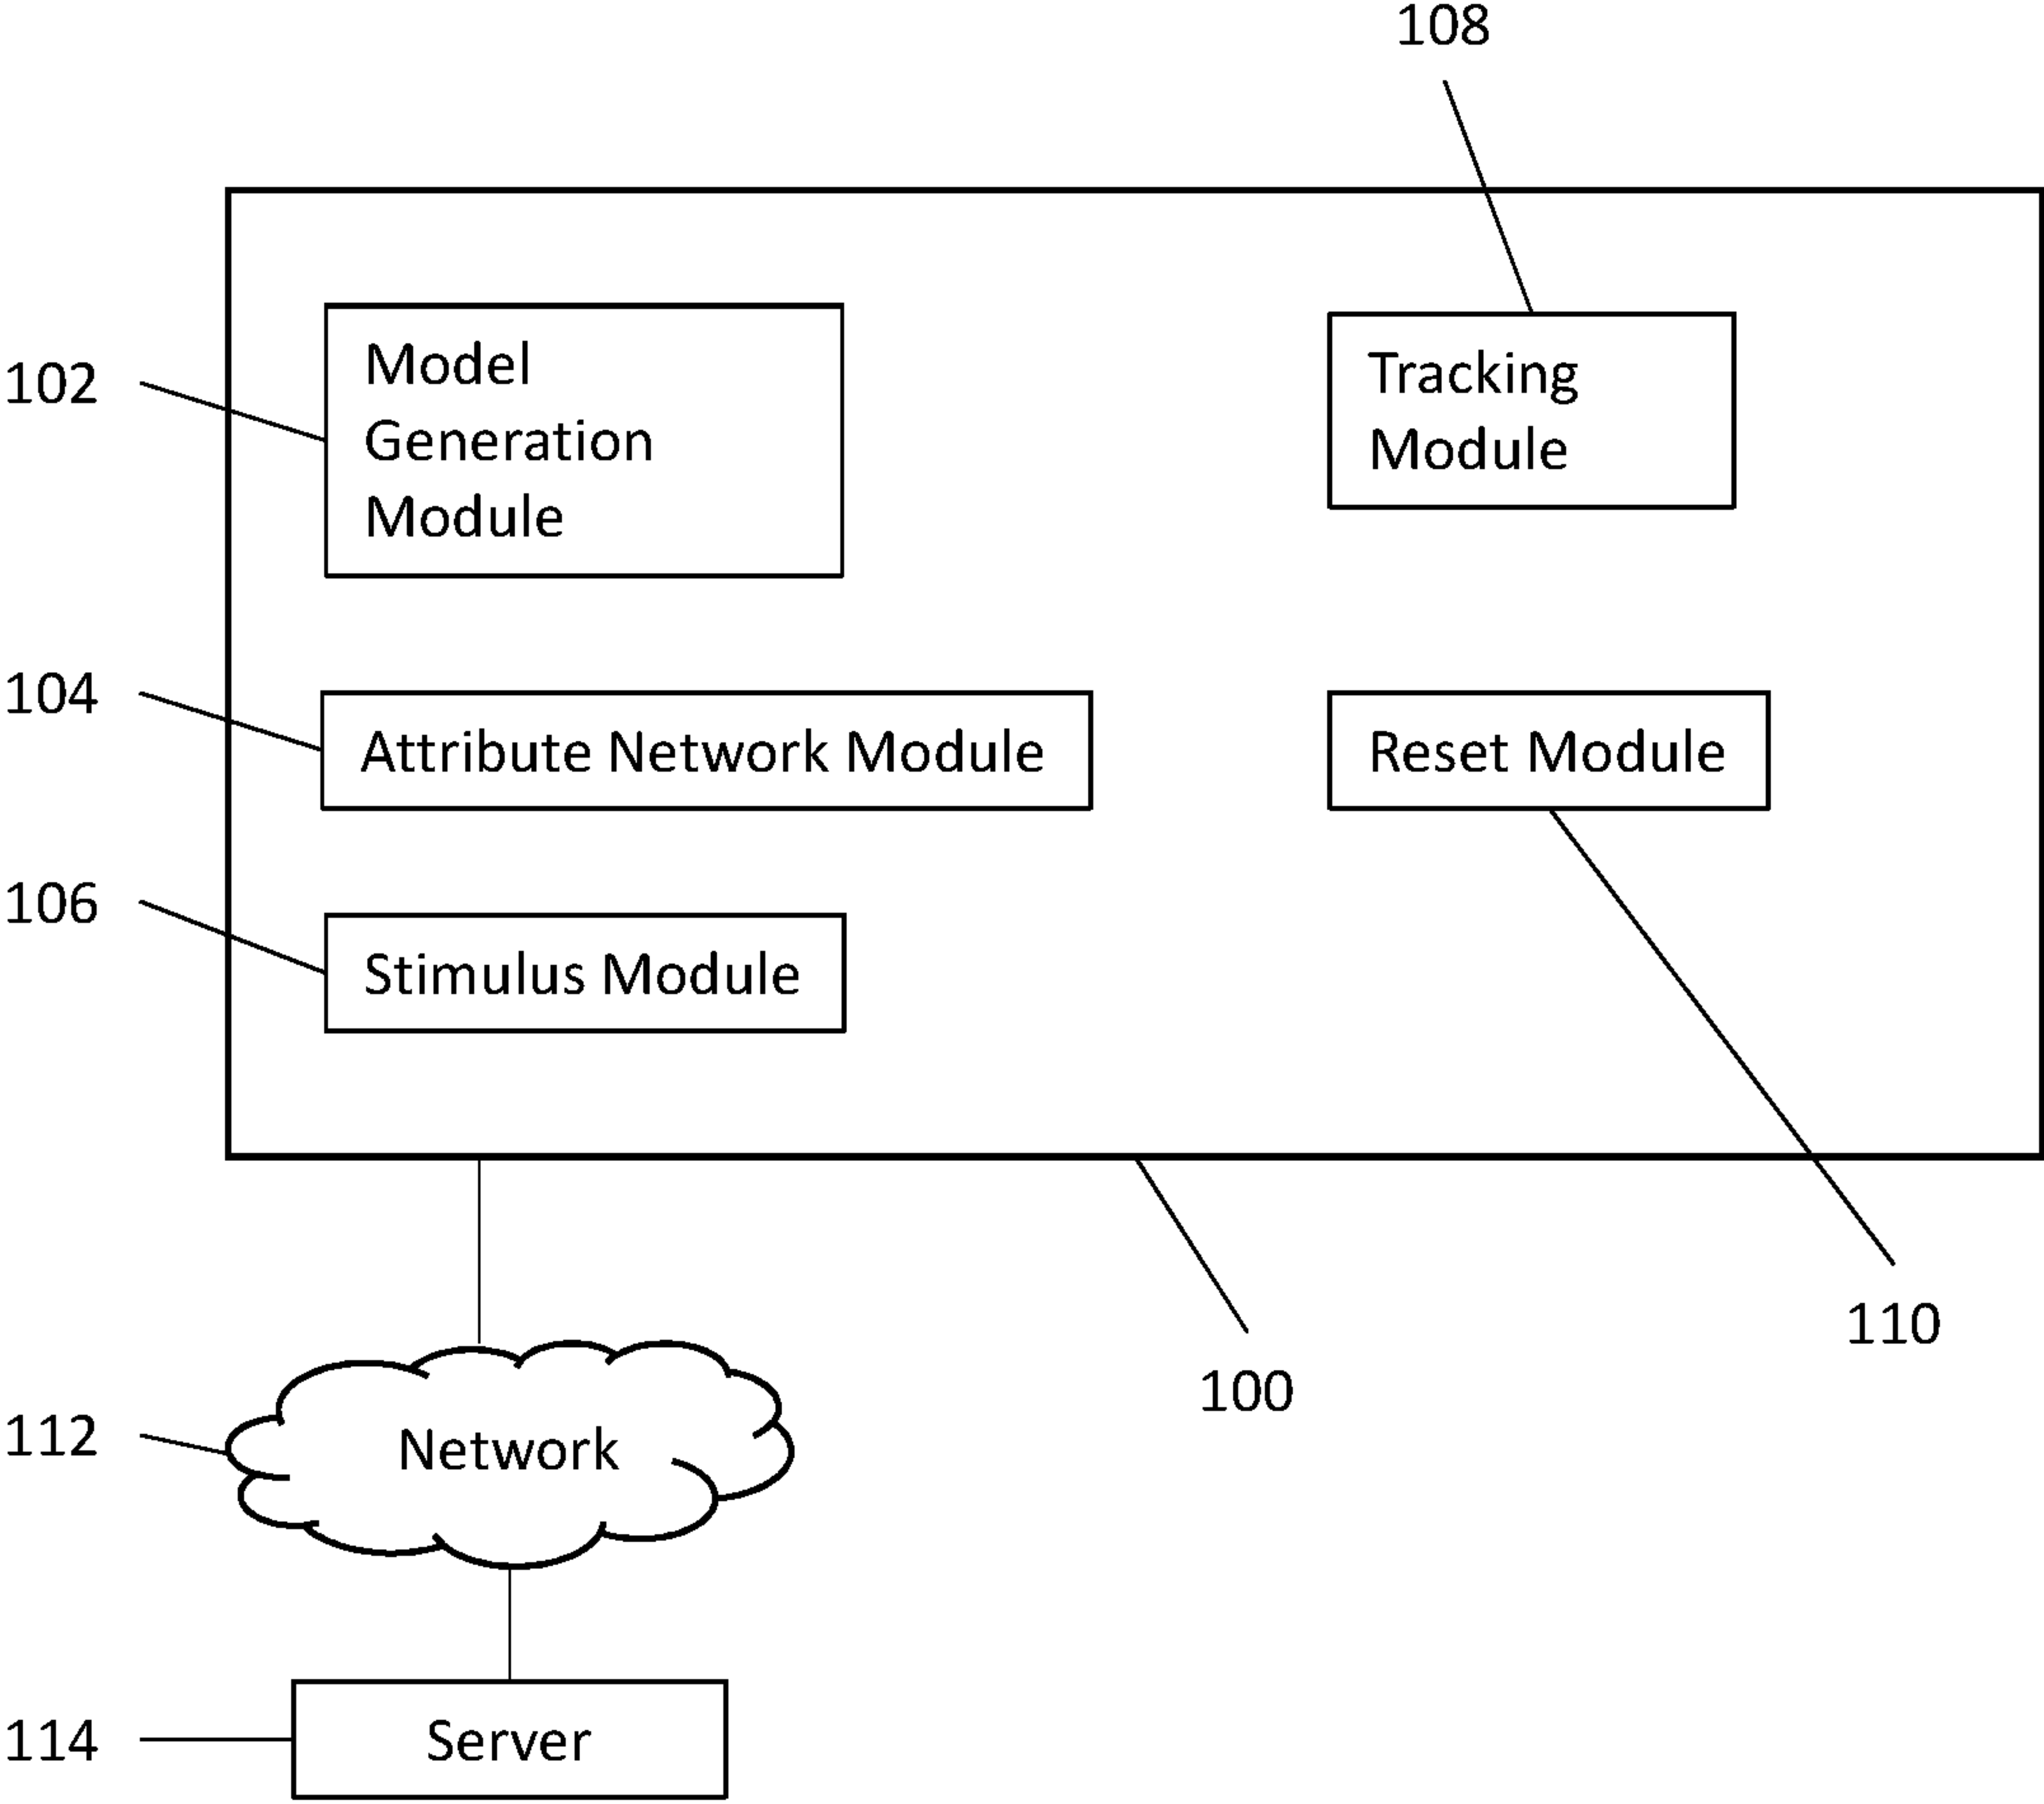 108
102
Model
Generation
Module
Tracking
Module
104
Attribute Network Module
Reset Module
106
Stimulus Module
110
100
112
Network
114
Server